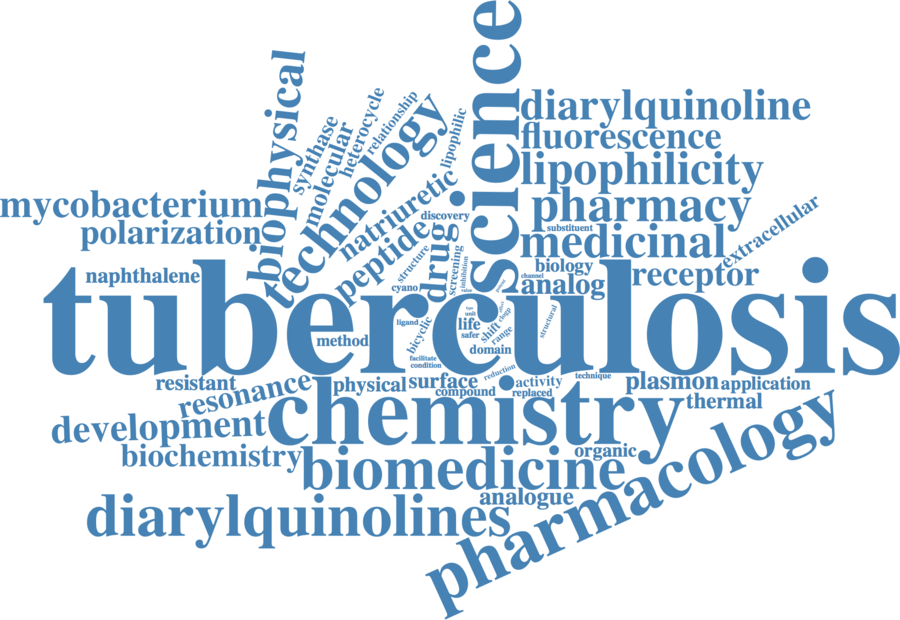 science
biophysical
synthase
molecular
heterocycle
relationship
technology
lipophilic
diarylquinoline
fluorescence
lipophilicity
pharmacy
substituent
medicinal
extracellular
mycobacterium
polarization
natriuretic
discovery
peptide
structure
drug
screening
inhibition
biology
channel
receptor
analog
naphthalene
cyano
tuberculosis
ligand
bicyclic
unit
life
safer
shift
clogp
range
structural
method
domain
facilitate
condition
reduction
technique
resistant
resonance
physical
surface
compound
activity
replaced
plasmon
application
thermal
chemistry
development
biochemistry
organic
biomedicine
analogue
pharmacology
diarylquinolines